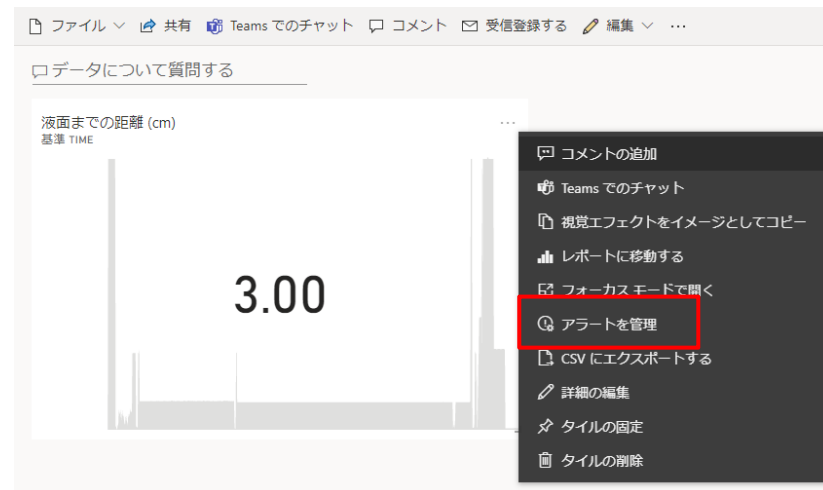 ファイル 共有 Teams でのチャット コメント 受信登録する 編集 …
データについて質問する
液面までの距離 (cm)
基準 TIME
3.00
コメントの追加
Teams でのチャット
視覚エフェクトをイメージとしてコピー
レポートに移動する
フォーカス モードで開く
アラートを管理
CSV にエクスポートする
詳細の編集
タイルの固定
タイルの削除